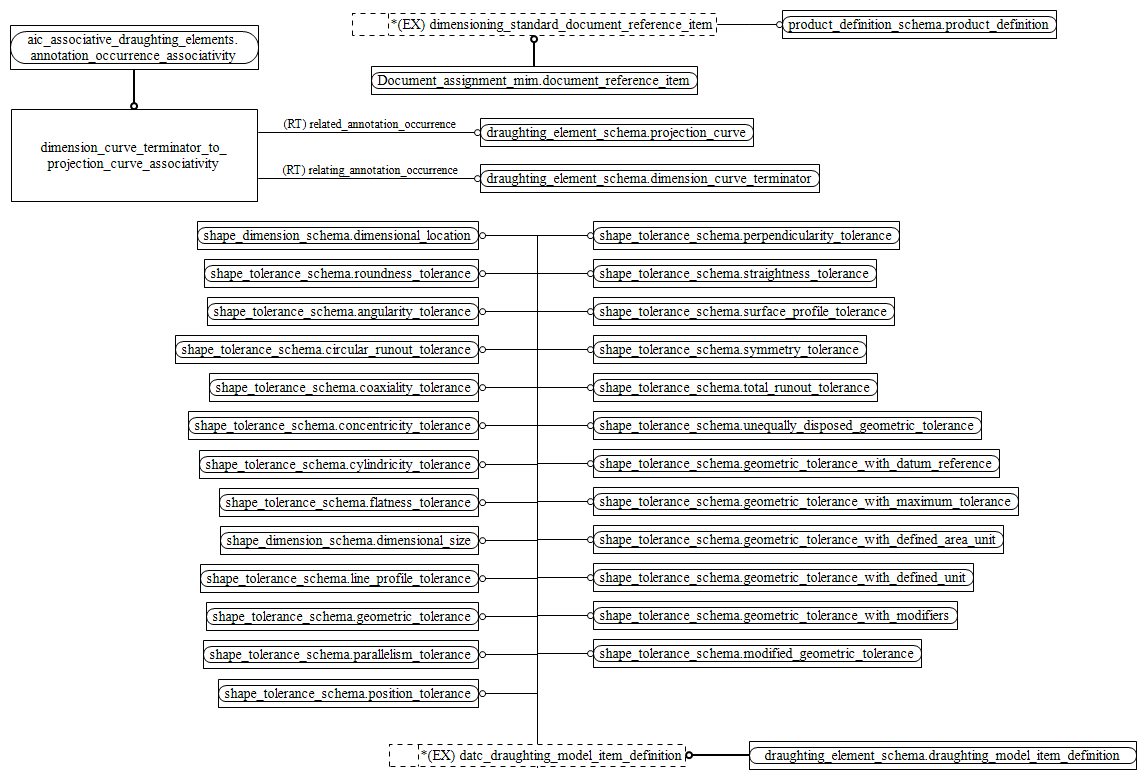 *(EX) dimensioning_standard_document_reference_item
product_definition_schema.product_definition
aic_associative_draughting_elements.
annotation_occurrence_associativity
Document_assignment_mim.document_reference_item
dimension_curve_terminator_to_
projection_curve_associativity
(RT) related_annotation_occurrence
draughting_element_schema.projection_curve
(RT) relating_annotation_occurrence
draughting_element_schema.dimension_curve_terminator
shape_dimension_schema.dimensional_location
shape_tolerance_schema.perpendicularity_tolerance
shape_tolerance_schema.roundness_tolerance
shape_tolerance_schema.straightness_tolerance
shape_tolerance_schema.angularity_tolerance
shape_tolerance_schema.surface_profile_tolerance
shape_tolerance_schema.circular_runout_tolerance
shape_tolerance_schema.symmetry_tolerance
shape_tolerance_schema.coaxiality_tolerance
shape_tolerance_schema.total_runout_tolerance
shape_tolerance_schema.concentricity_tolerance
shape_tolerance_schema.unequally_disposed_geometric_tolerance
shape_tolerance_schema.cylindricity_tolerance
shape_tolerance_schema.geometric_tolerance_with_datum_reference
shape_tolerance_schema.flatness_tolerance
shape_tolerance_schema.geometric_tolerance_with_maximum_tolerance
shape_dimension_schema.dimensional_size
shape_tolerance_schema.geometric_tolerance_with_defined_area_unit
shape_tolerance_schema.line_profile_tolerance
shape_tolerance_schema.geometric_tolerance_with_defined_unit
shape_tolerance_schema.geometric_tolerance
shape_tolerance_schema.geometric_tolerance_with_modifiers
shape_tolerance_schema.parallelism_tolerance
shape_tolerance_schema.modified_geometric_tolerance
shape_tolerance_schema.position_tolerance
*(EX) datc_draughting_model_item_definition
draughting_element_schema.draughting_model_item_definition